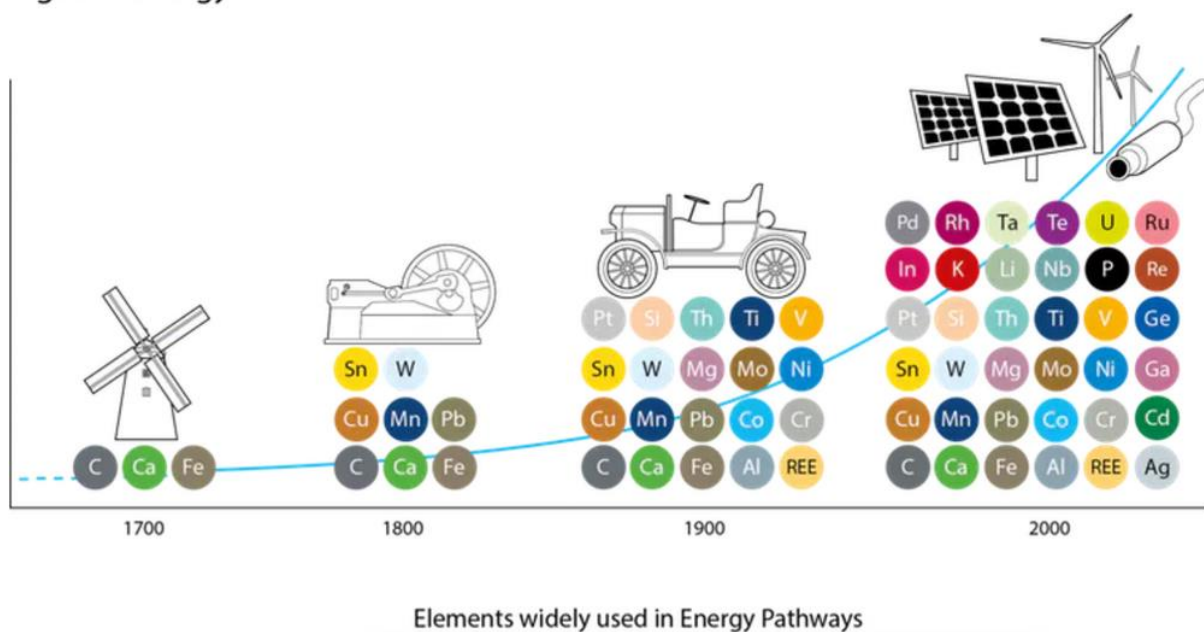 Pd Rh Ta Te U Ru
In K Li Nb P Re
Pt Si Th Ti V Pt Si Th Ti V Ge
Sn W Sn W Mg Mo Ni Sn W Mg Mo Ni Ga
Cu Mn Pb Cu Mn Pb Co Cr Cu Mn Pb Co Cr Cd
C Ca Fe C Ca Fe C Ca Fe Al REE C Ca Fe Al REE Ag
1700 1800 1900 2000
Elements widely used in Energy Pathways